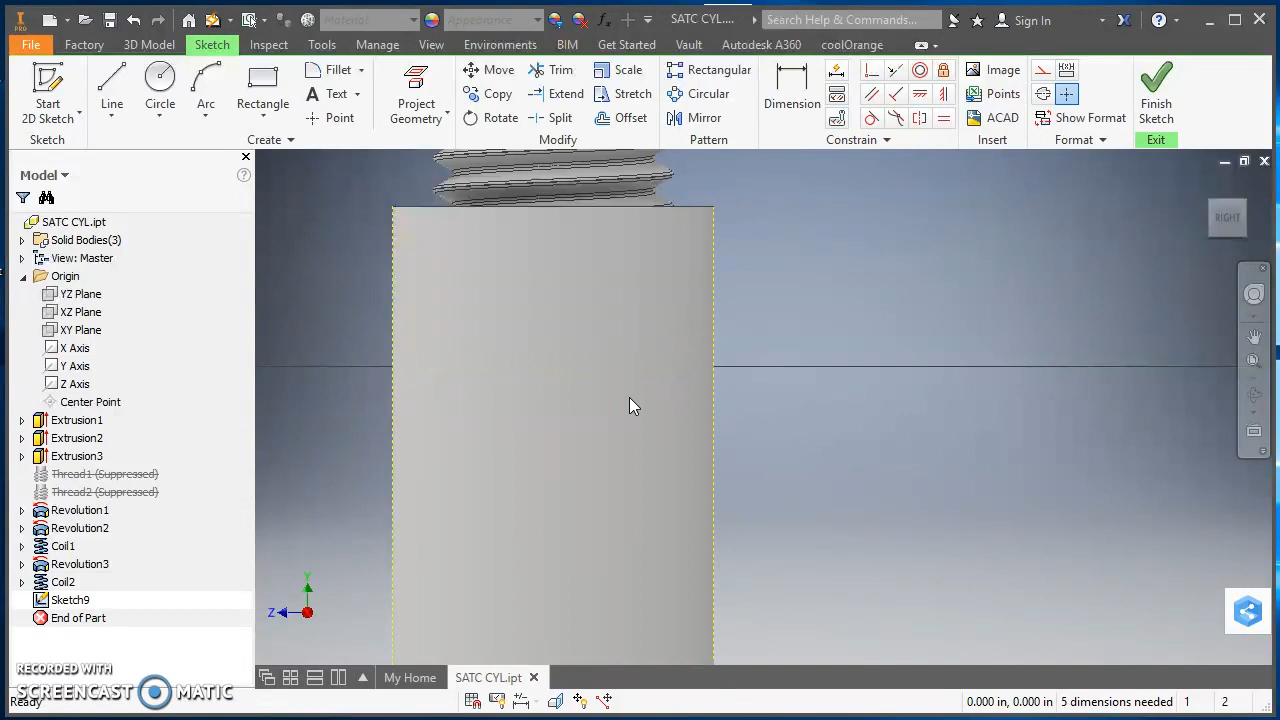 I PRO
Material
Appearance
fx
SATC CYL....
Search Help & Commands...
Sign In
File
Factory
3D Model
Sketch
Inspect
Tools
Manage
View
Environments
BIM
Get Started
Vault
Autodesk A360
coolOrange
Start 2D Sketch
Line
Circle
Arc
Rectangle
Fillet
Text
Point
Project Geometry
Move
Copy
Rotate
Trim
Extend
Split
Scale
Stretch
Offset
Rectangular
Circular
Mirror
Dimension
Image
Points
ACAD
Show Format
Finish Sketch
Sketch
Create
Modify
Pattern
Constrain
Insert
Format
Exit
Model
SATC CYL.ipt
Solid Bodies(3)
View: Master
Origin
YZ Plane
XZ Plane
XY Plane
X Axis
Y Axis
Z Axis
Center Point
Extrusion1
Extrusion2
Extrusion3
Thread1 (Suppressed)
Thread2 (Suppressed)
Revolution1
Revolution2
Coil1
Revolution3
Coil2
Sketch9
End of Part
RIGHT
Y
Z
RECORDED WITH
SCREENCAST MATIC
My Home
SATC CYL.ipt
Ready
0.000 in, 0.000 in
5 dimensions needed
1
2